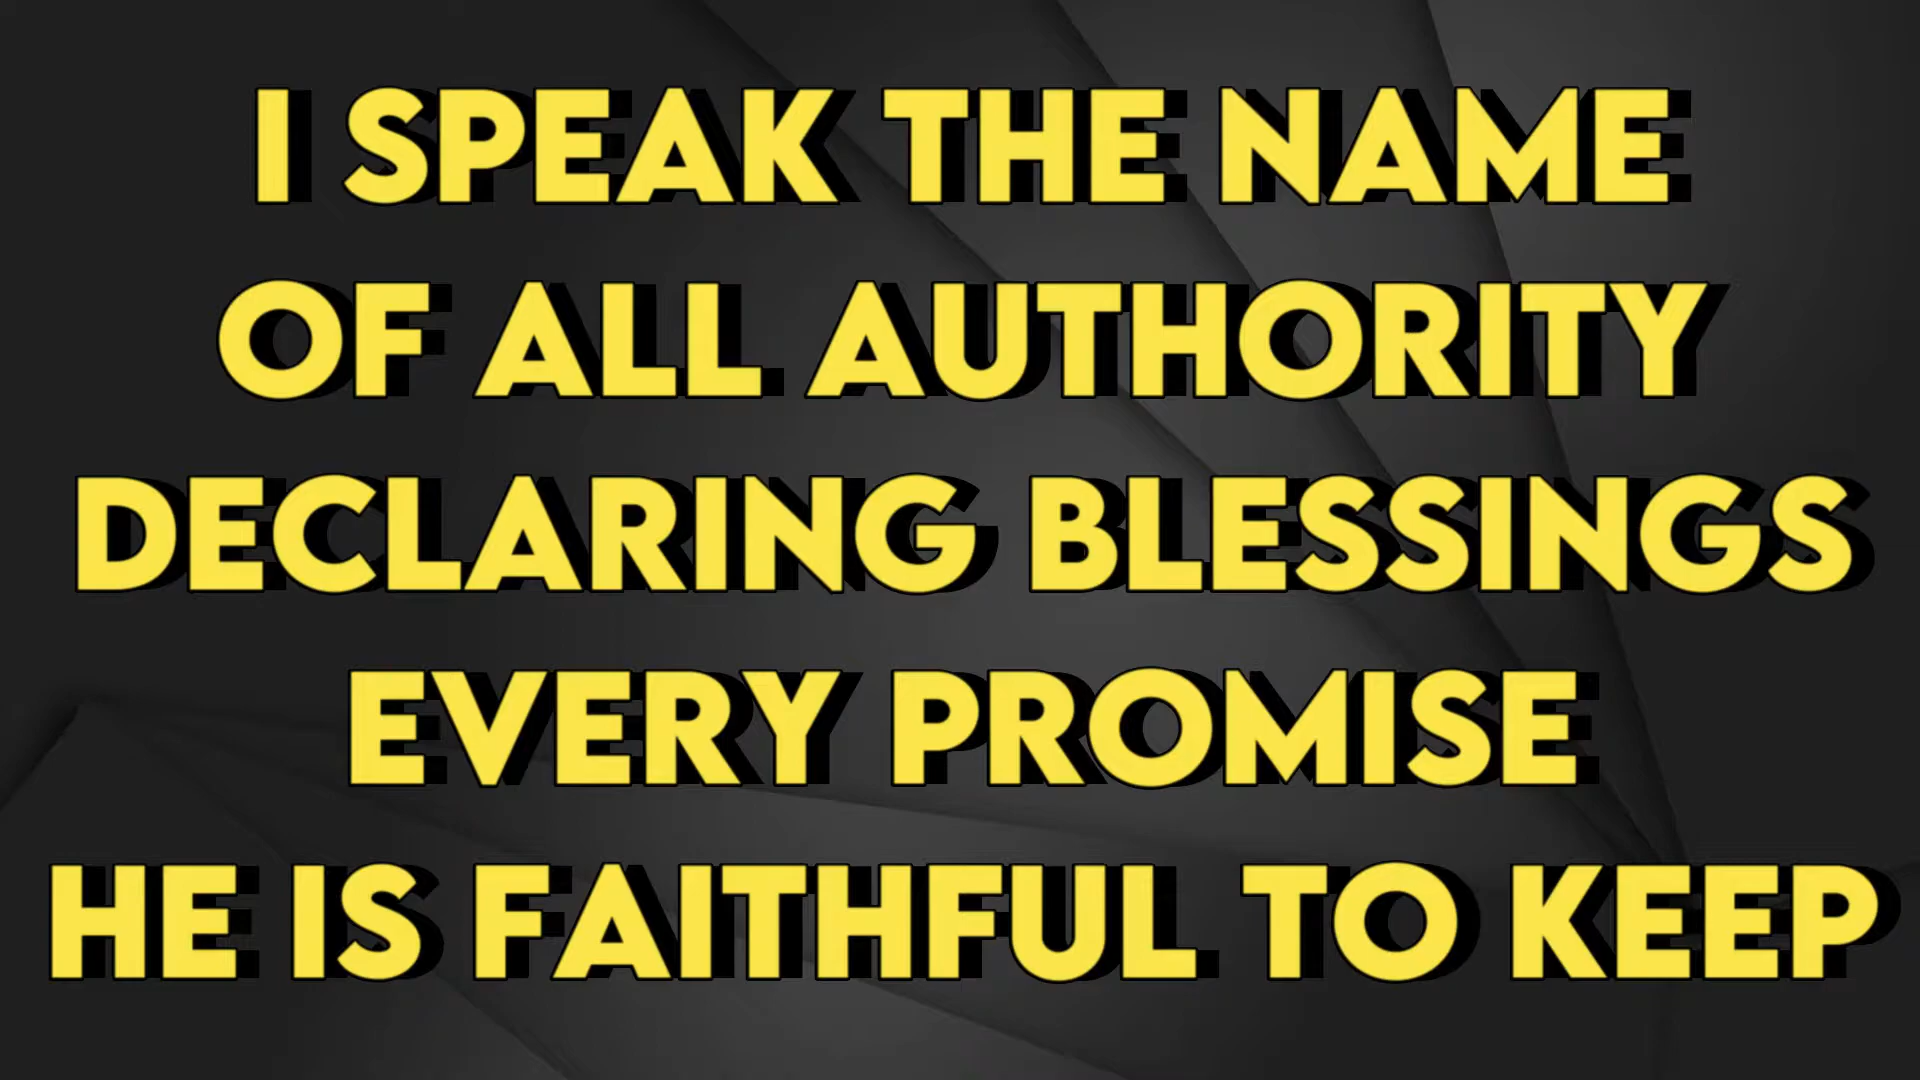 I SPEAK THE NAME
OF ALL AUTHORITY
DECLARING BLESSINGS
EVERY PROMISE
HE IS FAITHFUL TO KEEP